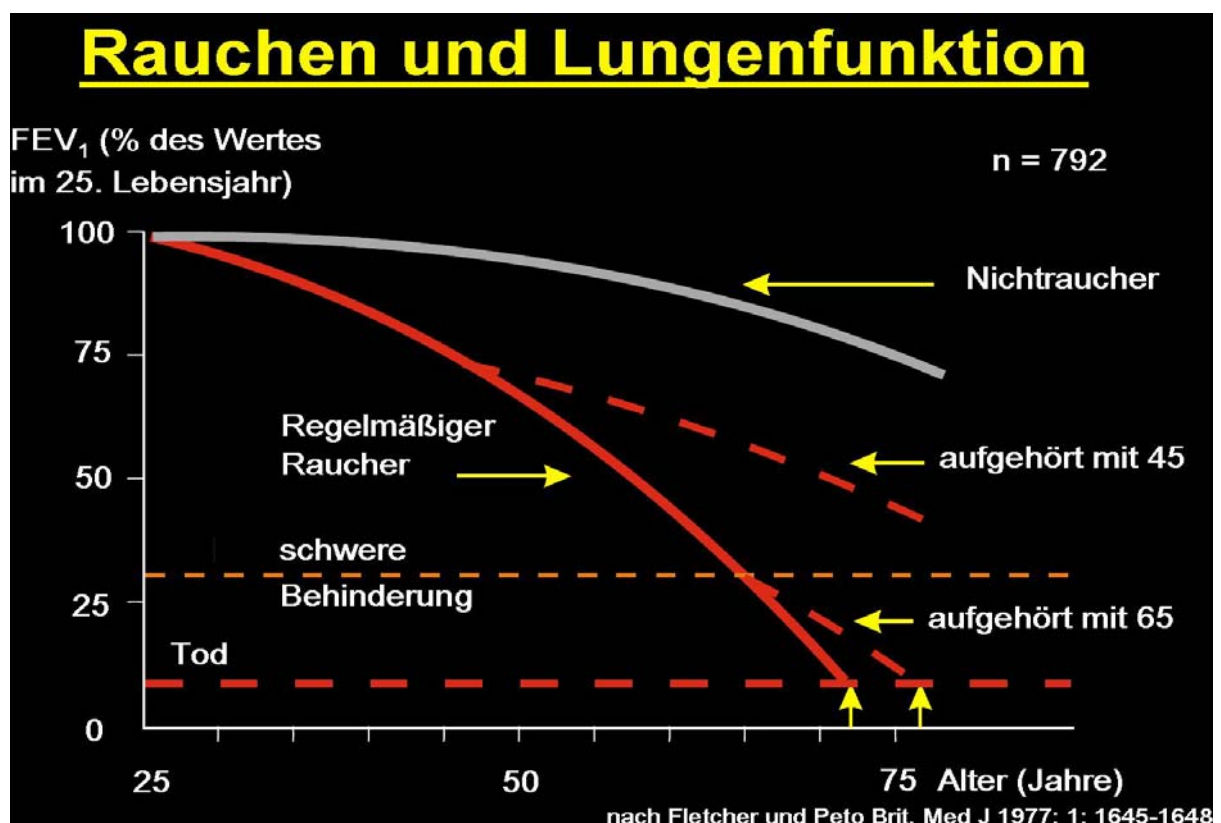 Rauchen und Lungenfunktion
FEV₁ (% des Wertes
im 25. Lebensjahr)
n = 792
100
Nichtraucher
75
Regelmäßiger
Raucher
aufgehört mit 45
50
schwere
Behinderung
25
aufgehört mit 65
Tod
0
25 50 75 Alter (Jahre)
nach Fletcher und Peto Brit. Med J 1977; 1: 1645-1648